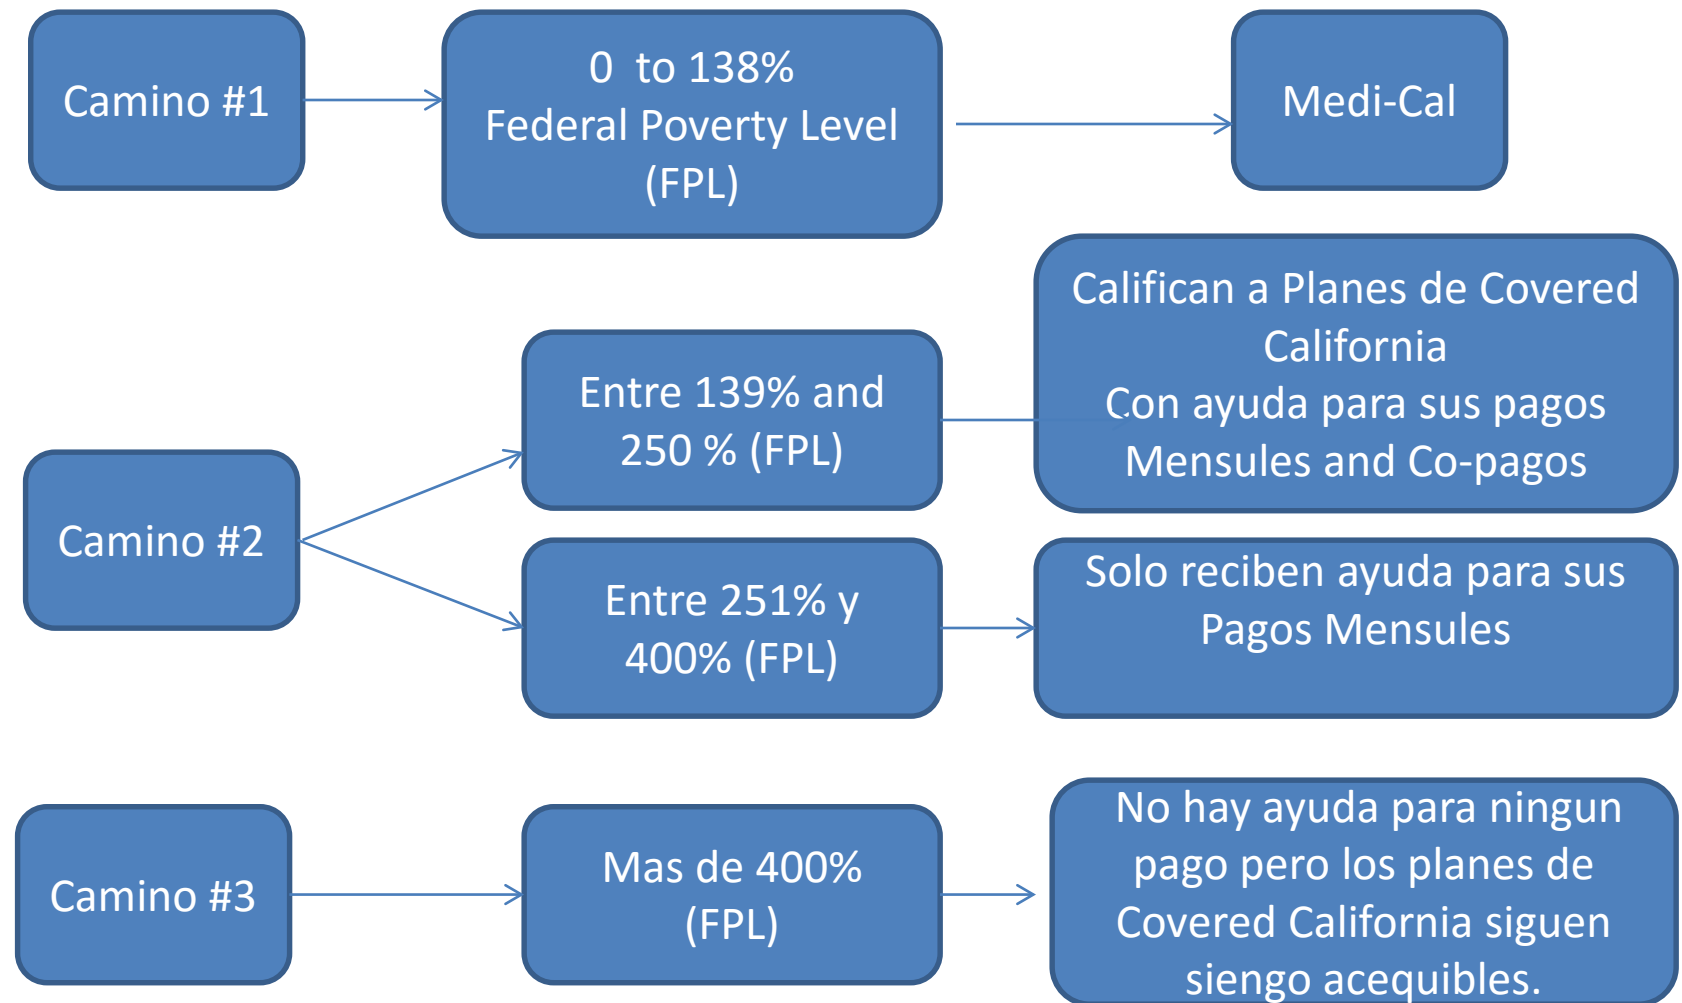 Camino #1
0 to 138%
Federal Poverty Level
(FPL)
Medi-Cal
Camino #2
Entre 139% and
250 % (FPL)
Califican a Planes de Covered
California
Con ayuda para sus pagos
Mensules and Co-pagos
Entre 251% y
400% (FPL)
Solo reciben ayuda para sus
Pagos Mensules
Camino #3
Mas de 400%
(FPL)
No hay ayuda para ningun
pago pero los planes de
Covered California siguen
siengo acequibles.